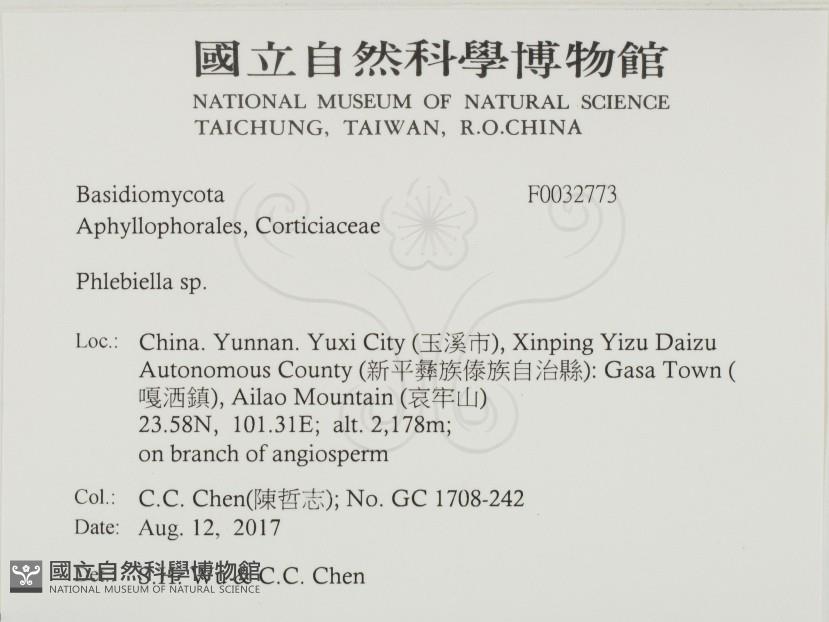 國立自然科學博物館
NATIONAL MUSEUM OF NATURAL SCIENCE
TAICHUNG, TAIWAN, R.O.CHINA
Basidiomycota F0032773
Aphyllophorales, Corticiaceae
Phlebiella sp.
Loc.: China. Yunnan. Yuxi City (玉溪市), Xinping Yizu Daizu
Autonomous County (新平彝族傣族自治縣): Gasa Town (
嘎洒鎮), Ailao Mountain (哀牢山)
23.58N, 101.31E; alt. 2,178m;
on branch of angiosperm
Col.: C.C. Chen(陳哲志); No. GC 1708-242
Date: Aug. 12, 2017
Det.: S.H. Wu & C.C. Chen
國立自然科學博物館
NATIONAL MUSEUM OF NATURAL SCIENCE